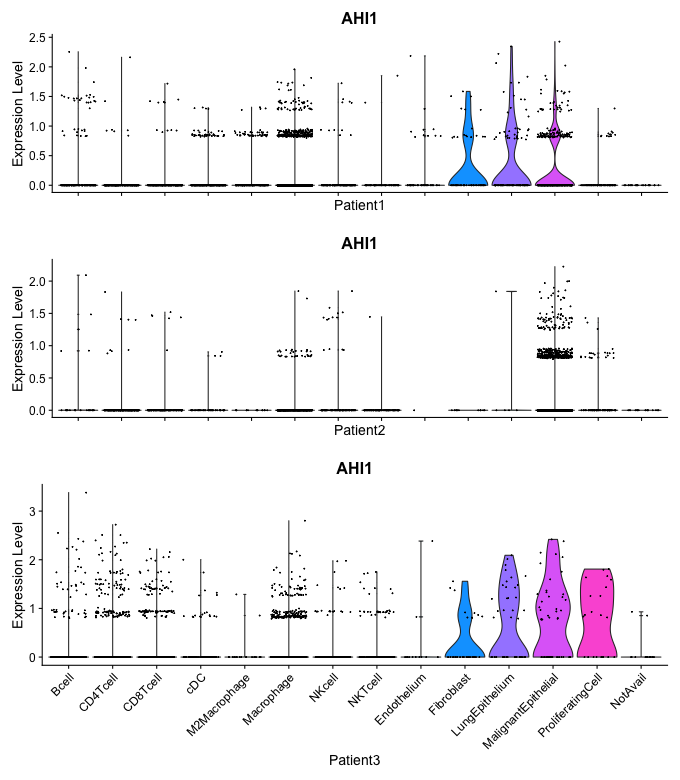 AHI1
Expression Level
2.5
2.0
1.5
1.0
0.5
0.0
Patient1
AHI1
Expression Level
2.0
1.5
1.0
0.5
0.0
Patient2
AHI1
Expression Level
3
2
1
0
Bcell
CD4Tcell
CD8Tcell
cDC
M2Macrophage
Macrophage
NKcell
NKTcell
Endothelium
Fibroblast
LungEpithelium
MalignantEpithelial
ProliferatingCell
NotAvail
Patient3